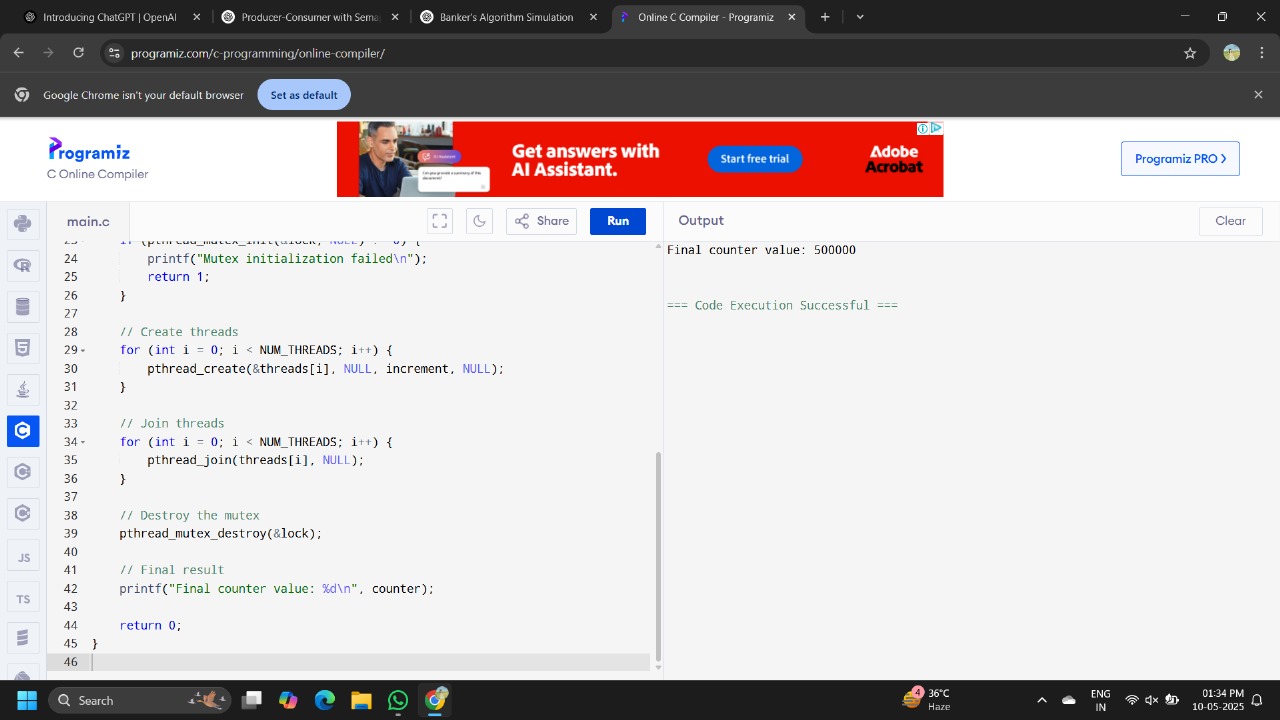 Introducing ChatGPT | OpenAI
Producer-Consumer with Sema
Banker's Algorithm Simulation
Online C Compiler - Programiz
programiz.com/c-programming/online-compiler/
Google Chrome isn't your default browser
Set as default
Programiz
C Online Compiler
AI Assistant
Get answers with
AI Assistant.
Start free trial
Adobe
Acrobat
Programiz PRO
main.c
Share
Run
Output
Clear
24 printf("Mutex initialization failed\n");
25 return 1;
26 }
27
28 // Create threads
29 for (int i = 0; i < NUM_THREADS; i++) {
30 pthread_create(&threads[i], NULL, increment, NULL);
31 }
32
33 // Join threads
34 for (int i = 0; i < NUM_THREADS; i++) {
35 pthread_join(threads[i], NULL);
36 }
37
38 // Destroy the mutex
39 pthread_mutex_destroy(&lock);
40
41 // Final result
42 printf("Final counter value: %d\n", counter);
43
44 return 0;
45 }
46
Final counter value: 500000
=== Code Execution Successful ===
JS
TS
Search
4
36°C
Haze
ENG
IN
01:34 PM
10-05-2025